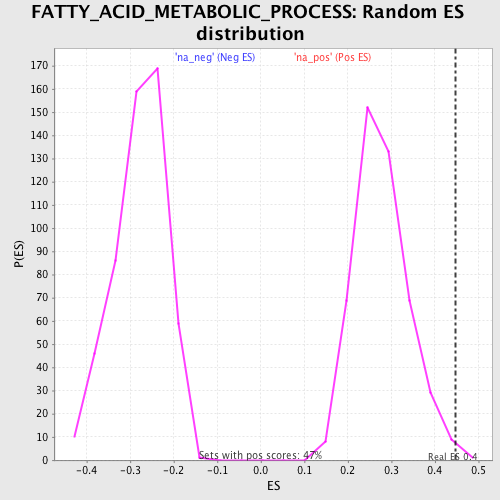 FATTY_ACID_METABOLIC_PROCESS: Random ES
distribution
'na_neg' (Neg ES) 'na_pos' (Pos ES)
170
160
150
140
130
120
110
100
90
80
70
60
50
40
30
20
10
0
P(ES)
Sets with pos scores: 47%
Real ES 0.4
-0.4 -0.3 -0.2 -0.1 0.0 0.1 0.2 0.3 0.4 0.5
ES